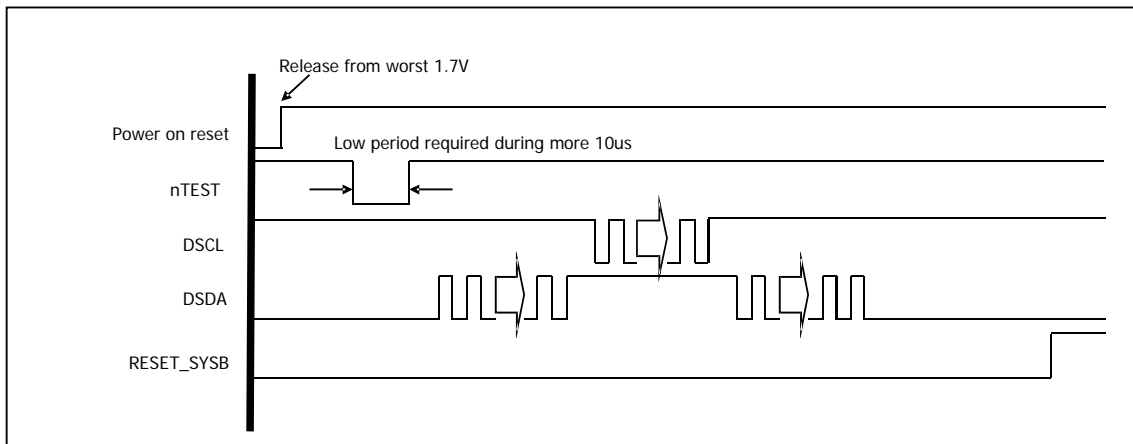 Release from worst 1.7V
Power on reset
Low period required during more 10us
nTEST
DSCL
DSDA
RESET_SYSB